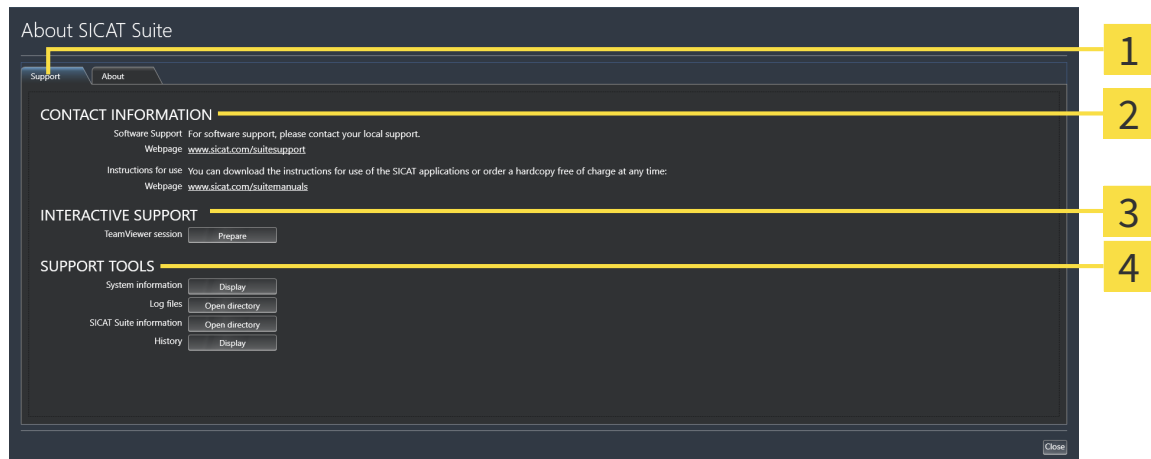 About SICAT Suite
1
Support About
CONTACT INFORMATION
2
Software Support For software support, please contact your local support.
Webpage www.sicat.com/suitesupport
Instructions for use You can download the instructions for use of the SICAT applications or order a hardcopy free of charge at any time:
Webpage www.sicat.com/suitemanuals
INTERACTIVE SUPPORT
3
TeamViewer session Prepare
SUPPORT TOOLS
4
System information Display
Log files Open directory
SICAT Suite information Open directory
History Display
Close